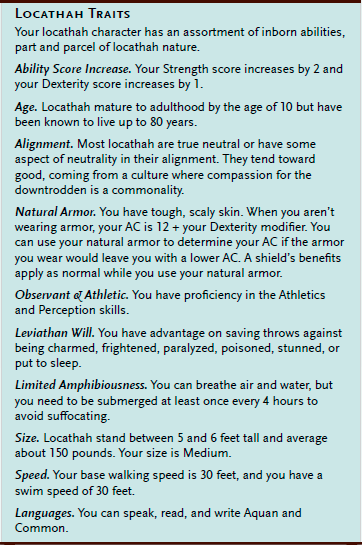 Locathah Traits
Your locathah character has an assortment of inborn abilities,
part and parcel of locathah nature.
Ability Score Increase. Your Strength score increases by 2 and
your Dexterity score increases by 1.
Age. Locathah mature to adulthood by the age of 10 but have
been known to live up to 80 years.
Alignment. Most locathah are true neutral or have some
aspect of neutrality in their alignment. They tend toward
good, coming from a culture where compassion for the
downtrodden is a commonality.
Natural Armor. You have tough, scaly skin. When you aren't
wearing armor, your AC is 12 + your Dexterity modifier. You
can use your natural armor to determine your AC if the armor
you wear would leave you with a lower AC. A shield's benefits
apply as normal while you use your natural armor.
Observant & Athletic. You have proficiency in the Athletics
and Perception skills.
Leviathan Will. You have advantage on saving throws against
being charmed, frightened, paralyzed, poisoned, stunned, or
put to sleep.
Limited Amphibiousness. You can breathe air and water, but
you need to be submerged at least once every 4 hours to
avoid suffocating.
Size. Locathah stand between 5 and 6 feet tall and average
about 150 pounds. Your size is Medium.
Speed. Your base walking speed is 30 feet, and you have a
swim speed of 30 feet.
Languages. You can speak, read, and write Aquan and
Common.